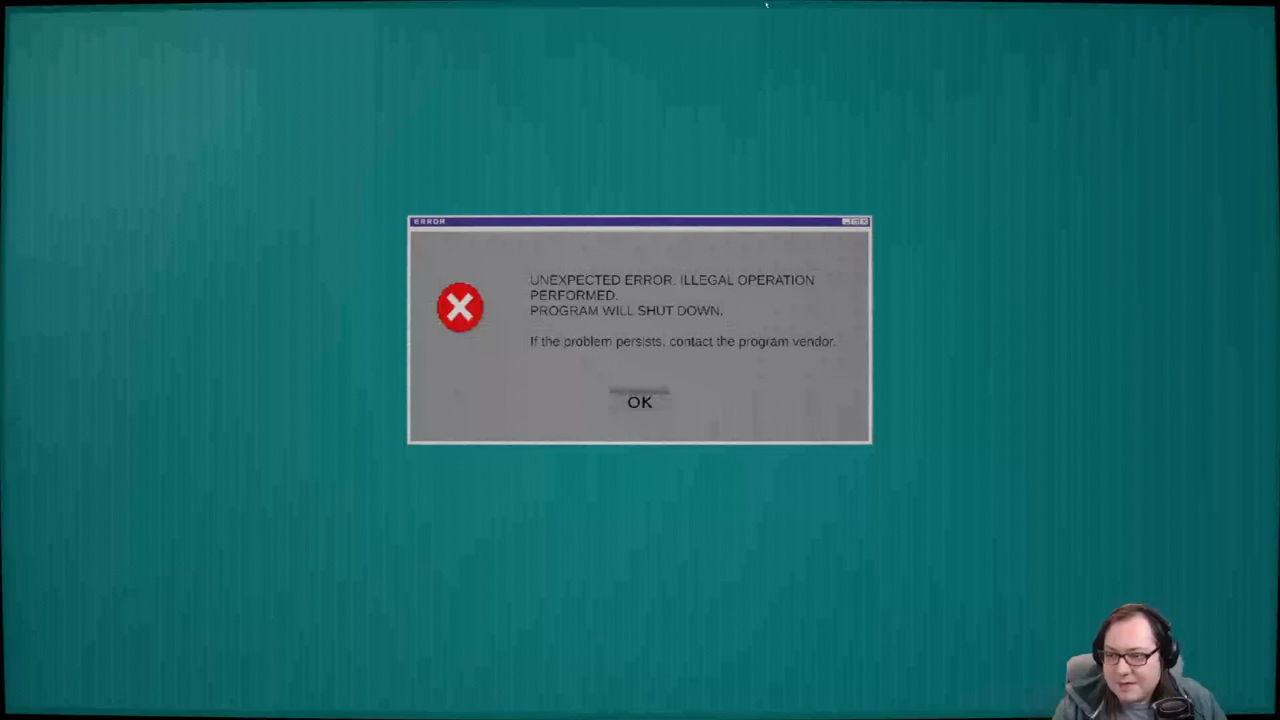 ERROR
UNEXPECTED ERROR. ILLEGAL OPERATION
PERFORMED.
PROGRAM WILL SHUT DOWN.
If the problem persists, contact the program vendor.
OK